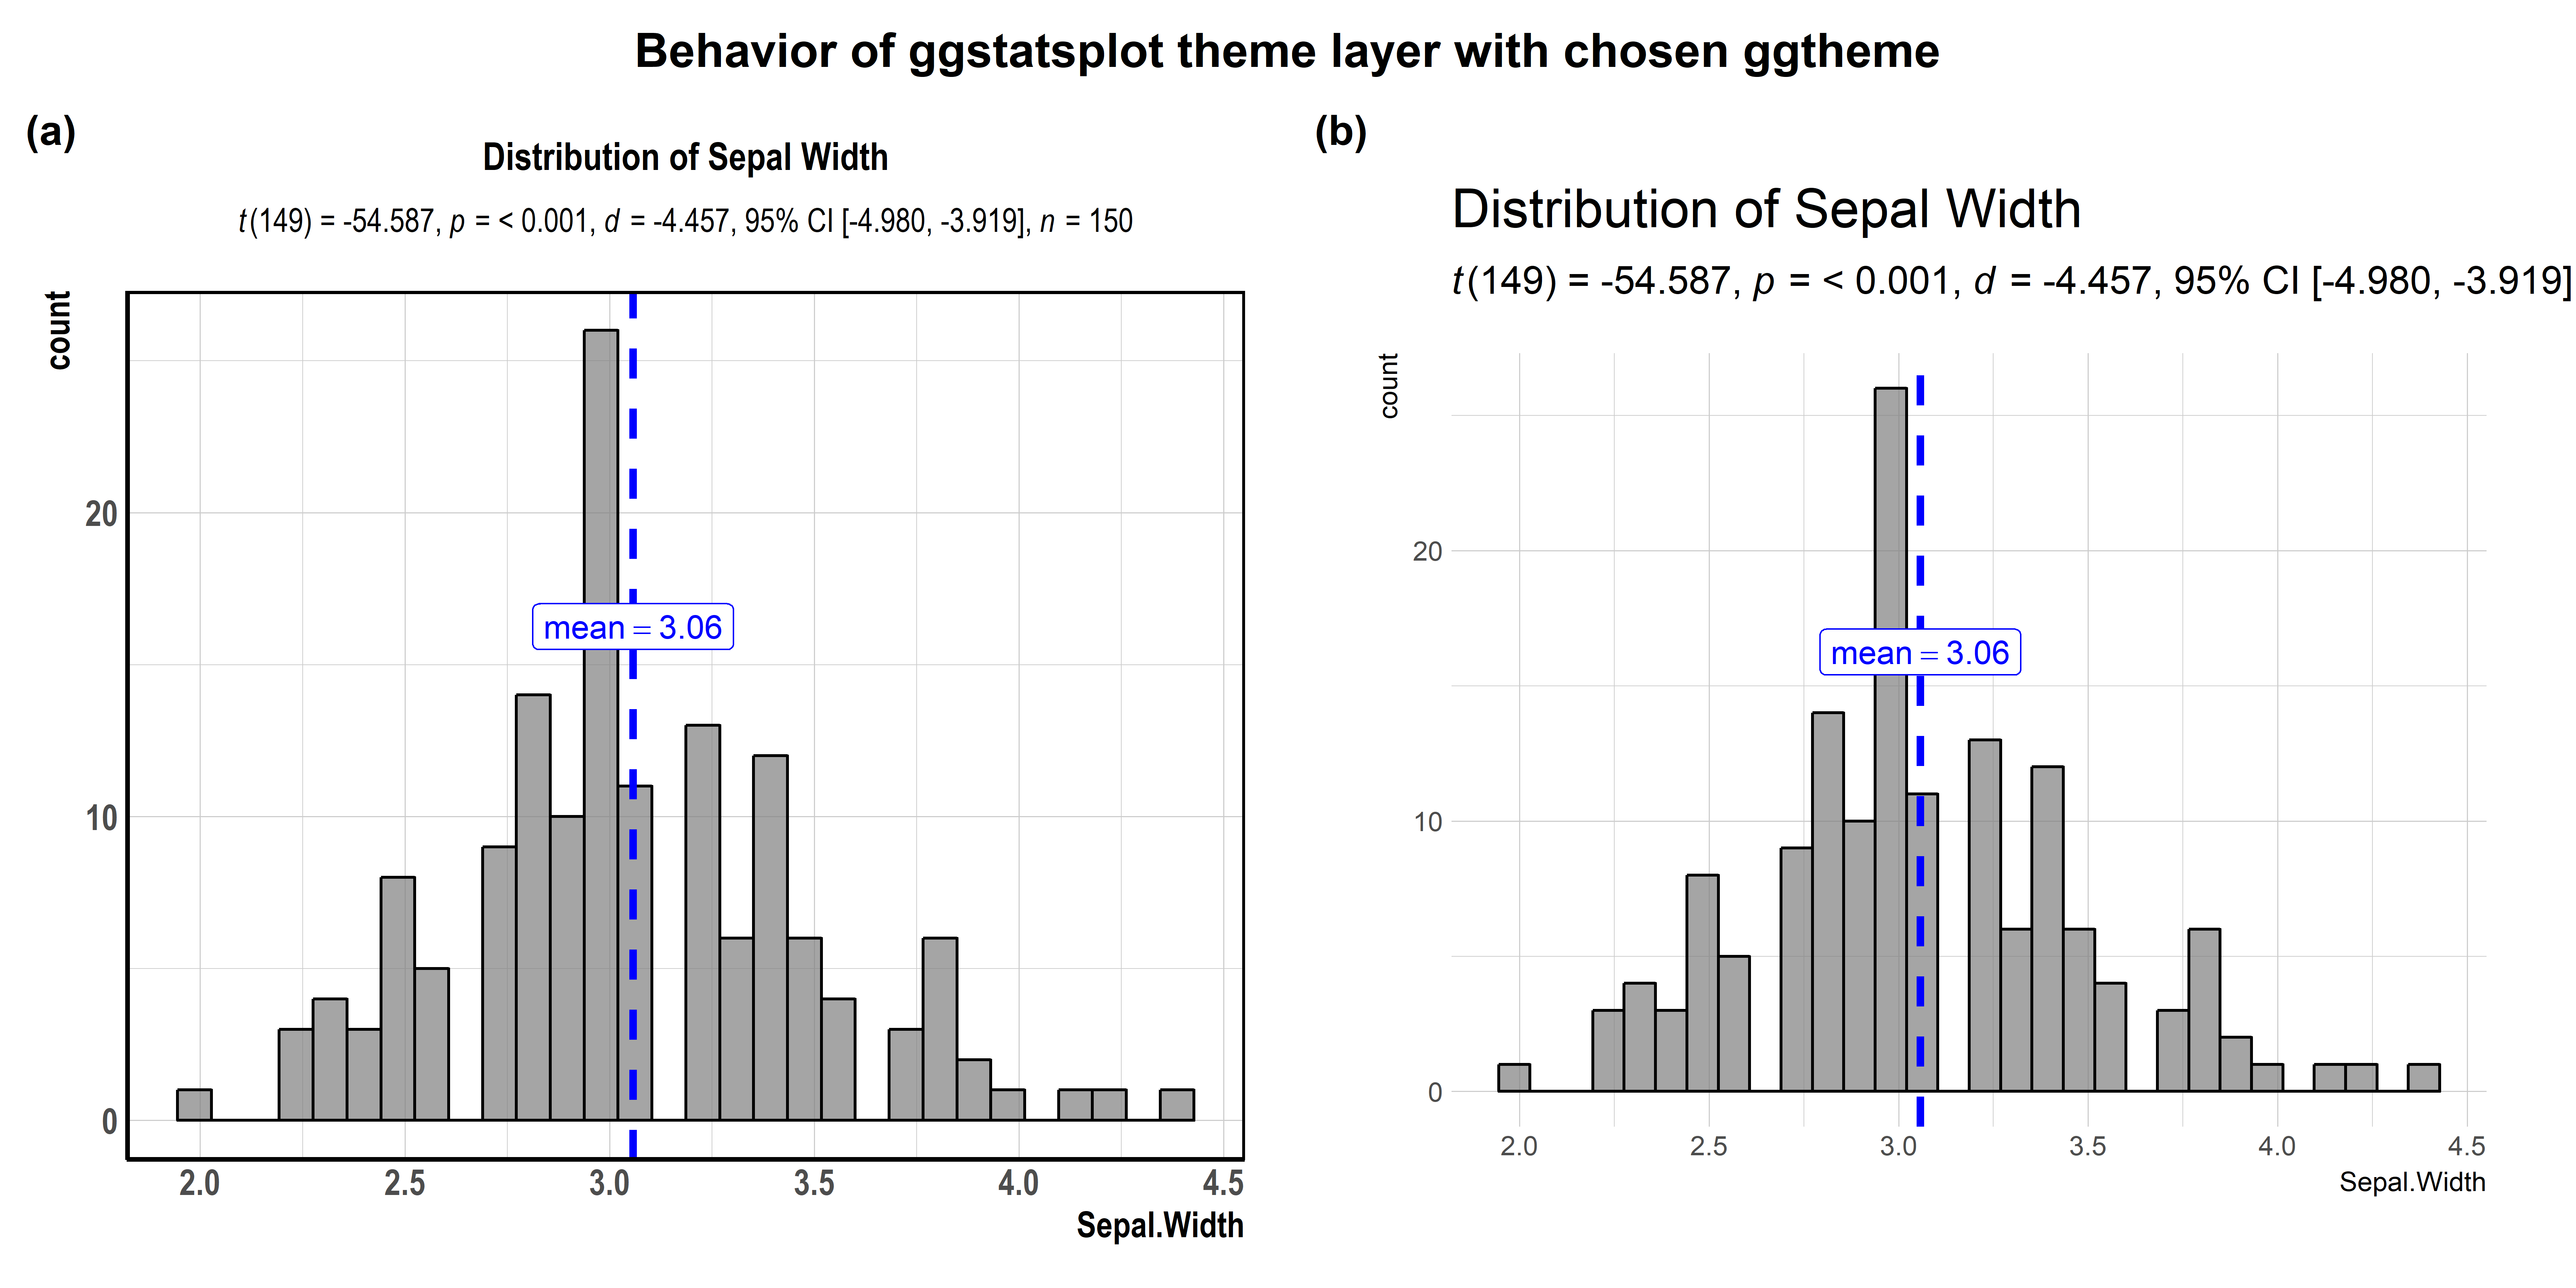 Behavior of ggstatsplot theme layer with chosen ggtheme
(a)
Distribution of Sepal Width
t(149) = -54.587, p = < 0.001, d = -4.457, 95% CI [-4.980, -3.919], n = 150
count
20
10
0
mean = 3.06
2.0 2.5 3.0 3.5 4.0 4.5
Sepal.Width
(b)
Distribution of Sepal Width
t(149) = -54.587, p = < 0.001, d = -4.457, 95% CI [-4.980, -3.919]
count
20
10
0
mean = 3.06
2.0 2.5 3.0 3.5 4.0 4.5
Sepal.Width